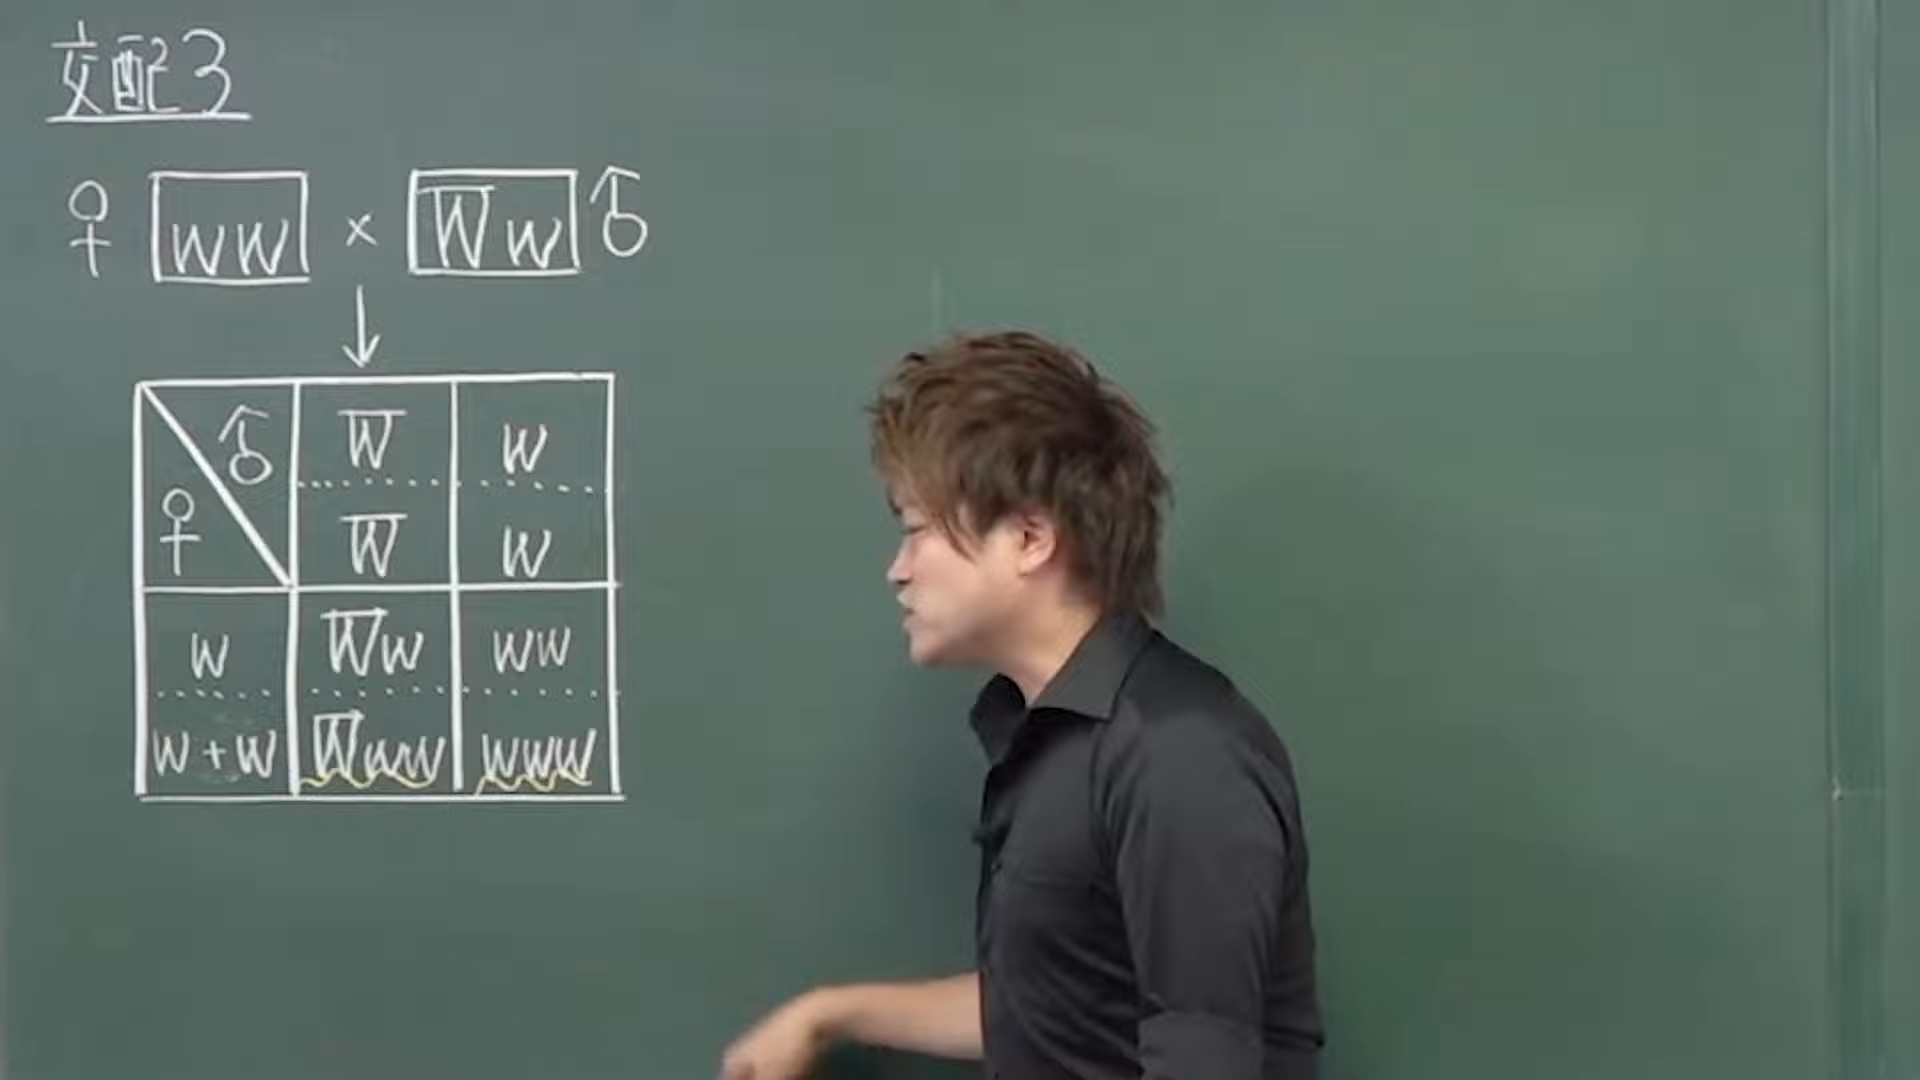 交配3
♀ ww × Ww ♂
↓
♂ W w
♀ W w
w Ww ww
w+w Www www